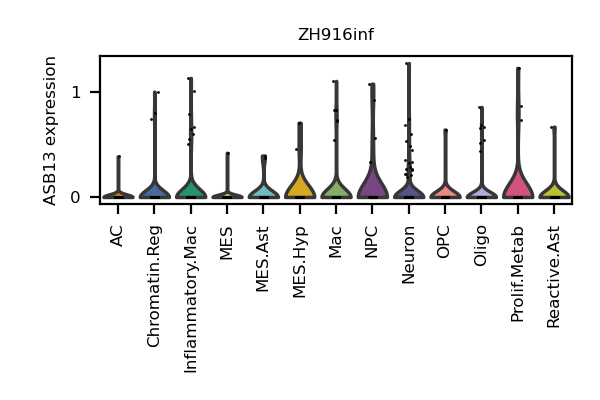 ZH916inf
ASB13 expression
1
0
AC
Chromatin.Reg
Inflammatory.Mac
MES
MES.Ast
MES.Hyp
Mac
NPC
Neuron
OPC
Oligo
Prolif.Metab
Reactive.Ast